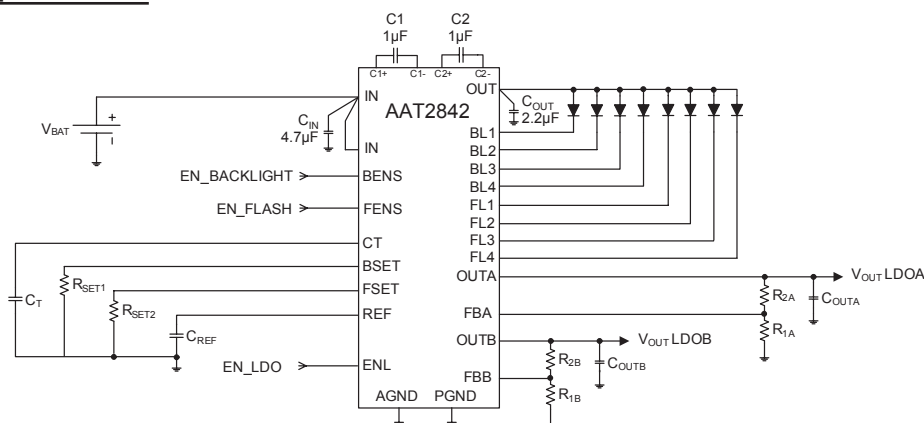 C1
1µF
C2
1µF
C1+ C1- C2+ C2-
IN
OUT
AAT2842
V_BAT
+
–
C_IN
4.7µF
C_OUT
2.2µF
IN
BL1
BL2
BL3
BL4
EN_BACKLIGHT
BENS
EN_FLASH
FENS
FL1
FL2
FL3
FL4
CT
BSET
FSET
REF
C_T
R_SET1
R_SET2
C_REF
OUTA
V_OUT LDOA
R_2A
C_OUTA
FBA
R_1A
OUTB
V_OUT LDOB
R_2B
C_OUTB
EN_LDO
ENL
FBB
R_1B
AGND PGND